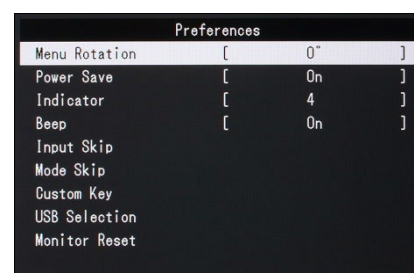 Preferences
Menu Rotation [ 0° ]
Power Save [ On ]
Indicator [ 4 ]
Beep [ On ]
Input Skip
Mode Skip
Custom Key
USB Selection
Monitor Reset